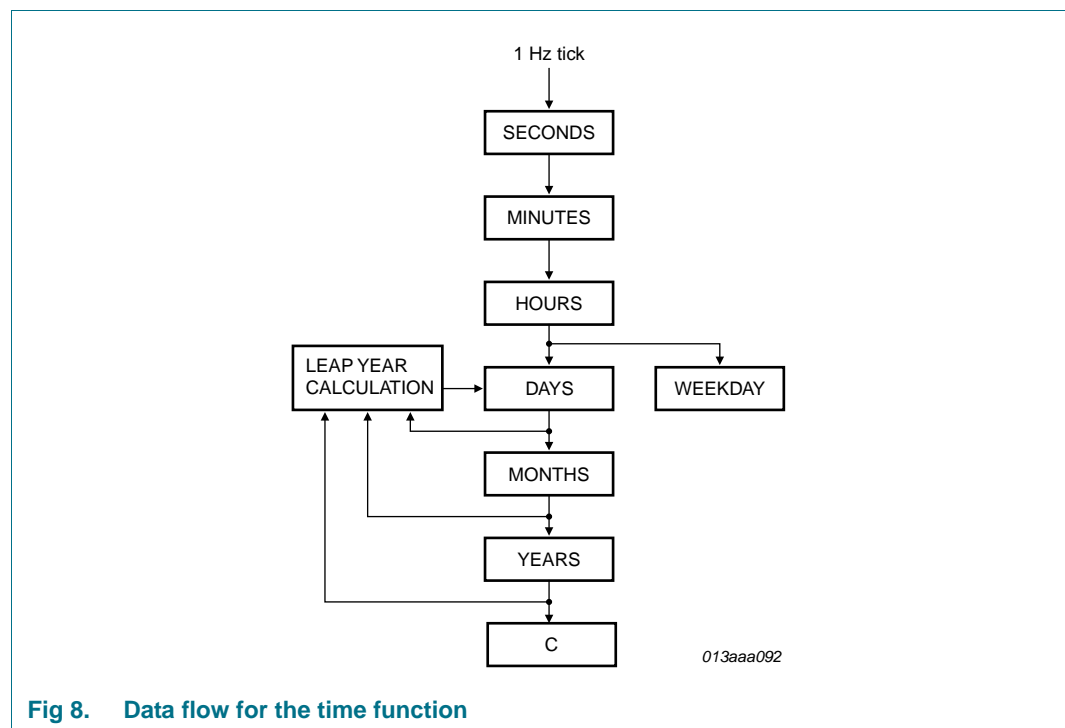 1 Hz tick
SECONDS
MINUTES
HOURS
LEAP YEAR
CALCULATION
DAYS
WEEKDAY
MONTHS
YEARS
C
013aaa092
Fig 8. Data flow for the time function